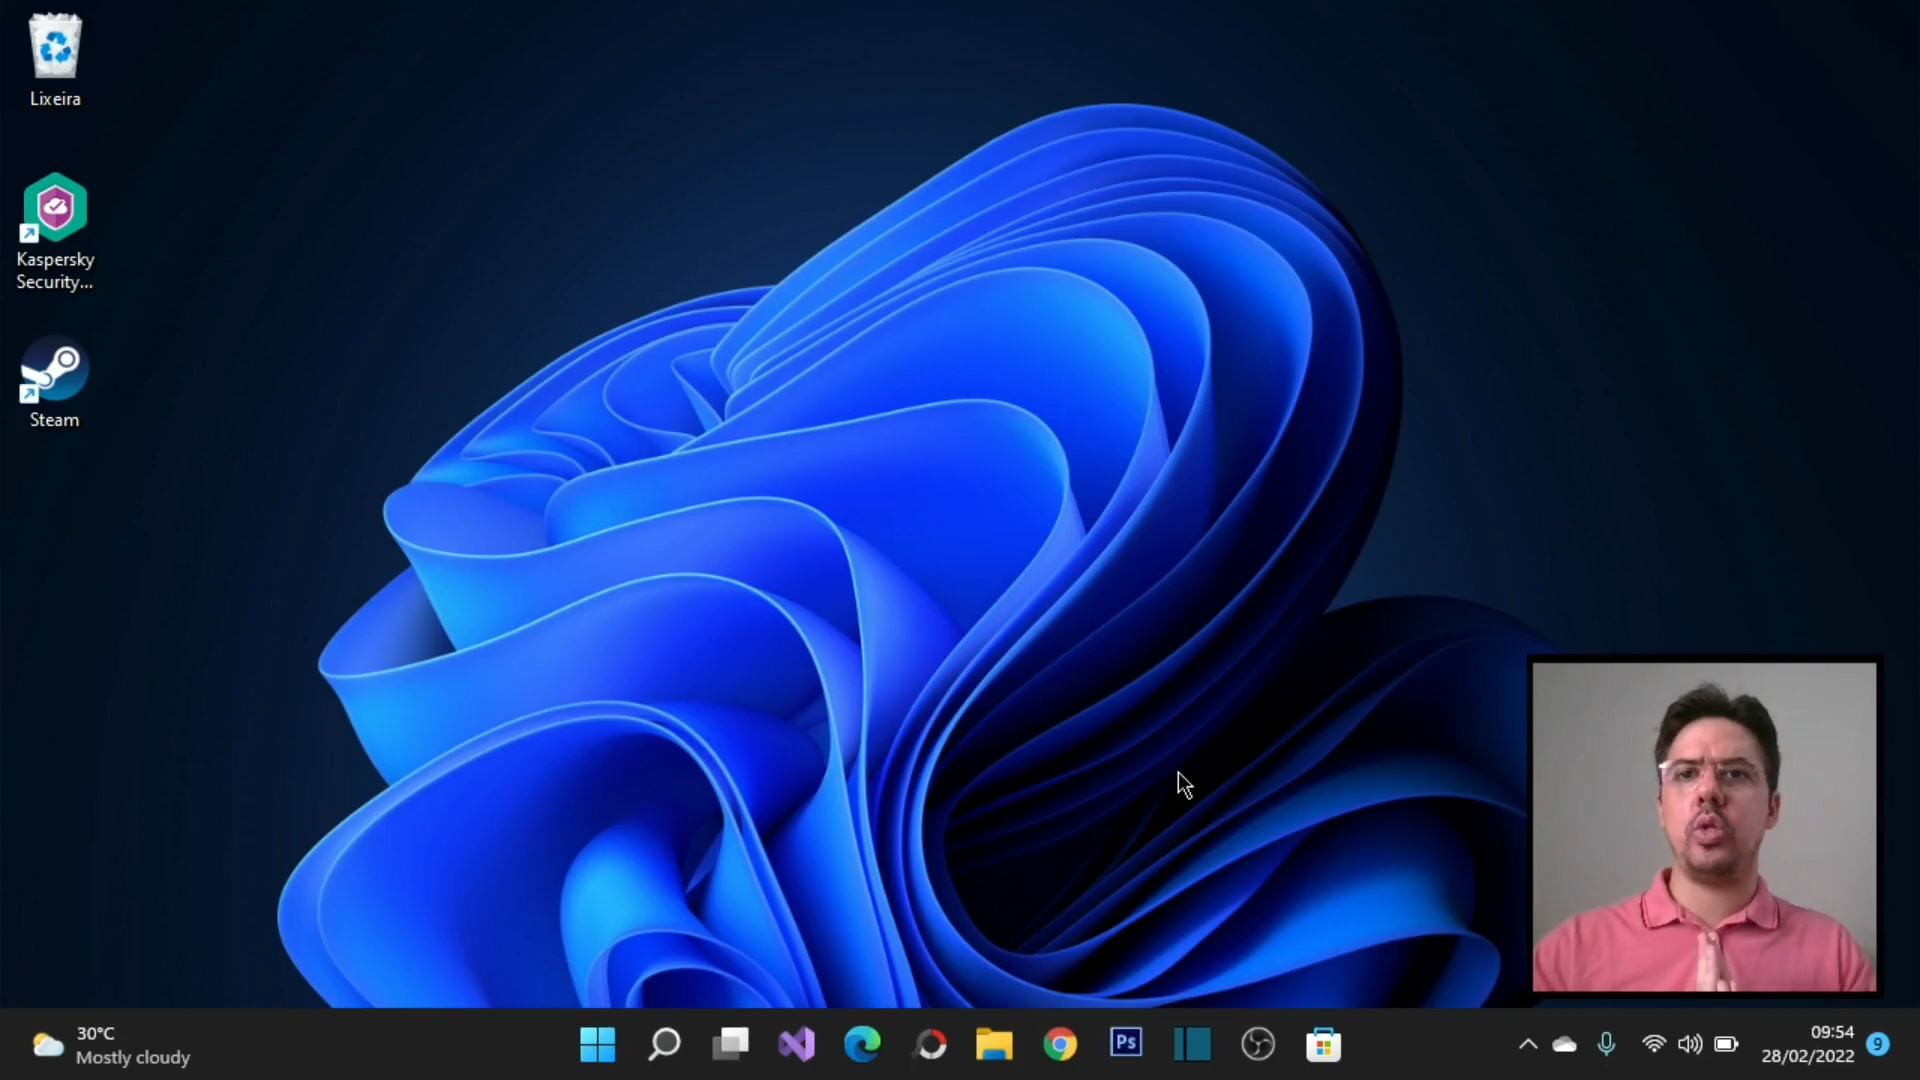 Lixeira
Kaspersky
Security...
Steam
30°C
Mostly cloudy
Ps
09:54
28/02/2022
9